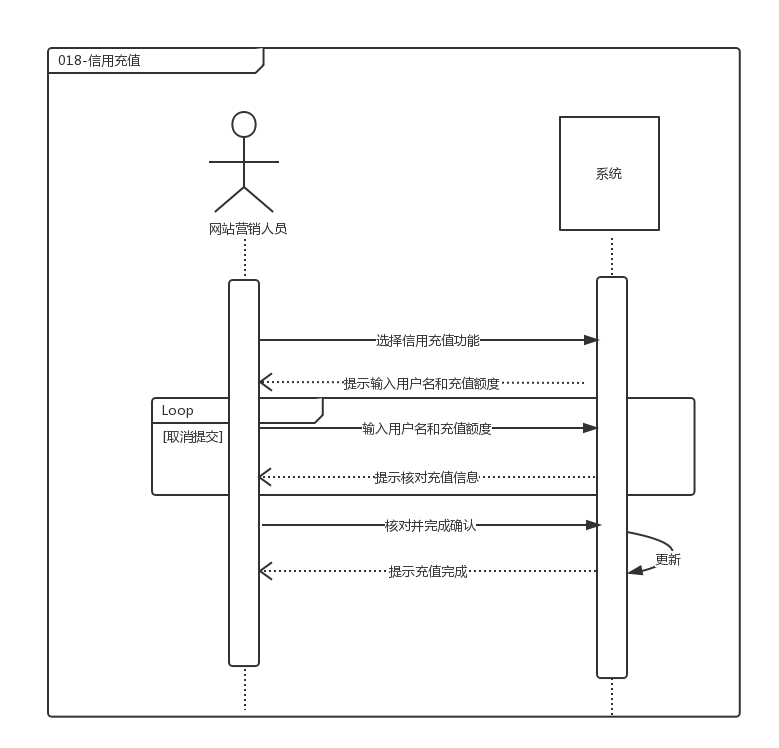 018-信用充值
系统
网站营销人员
选择信用充值功能
提示输入用户名和充值额度
Loop
[取消提交]
输入用户名和充值额度
提示核对充值信息
核对并完成确认
更新
提示充值完成